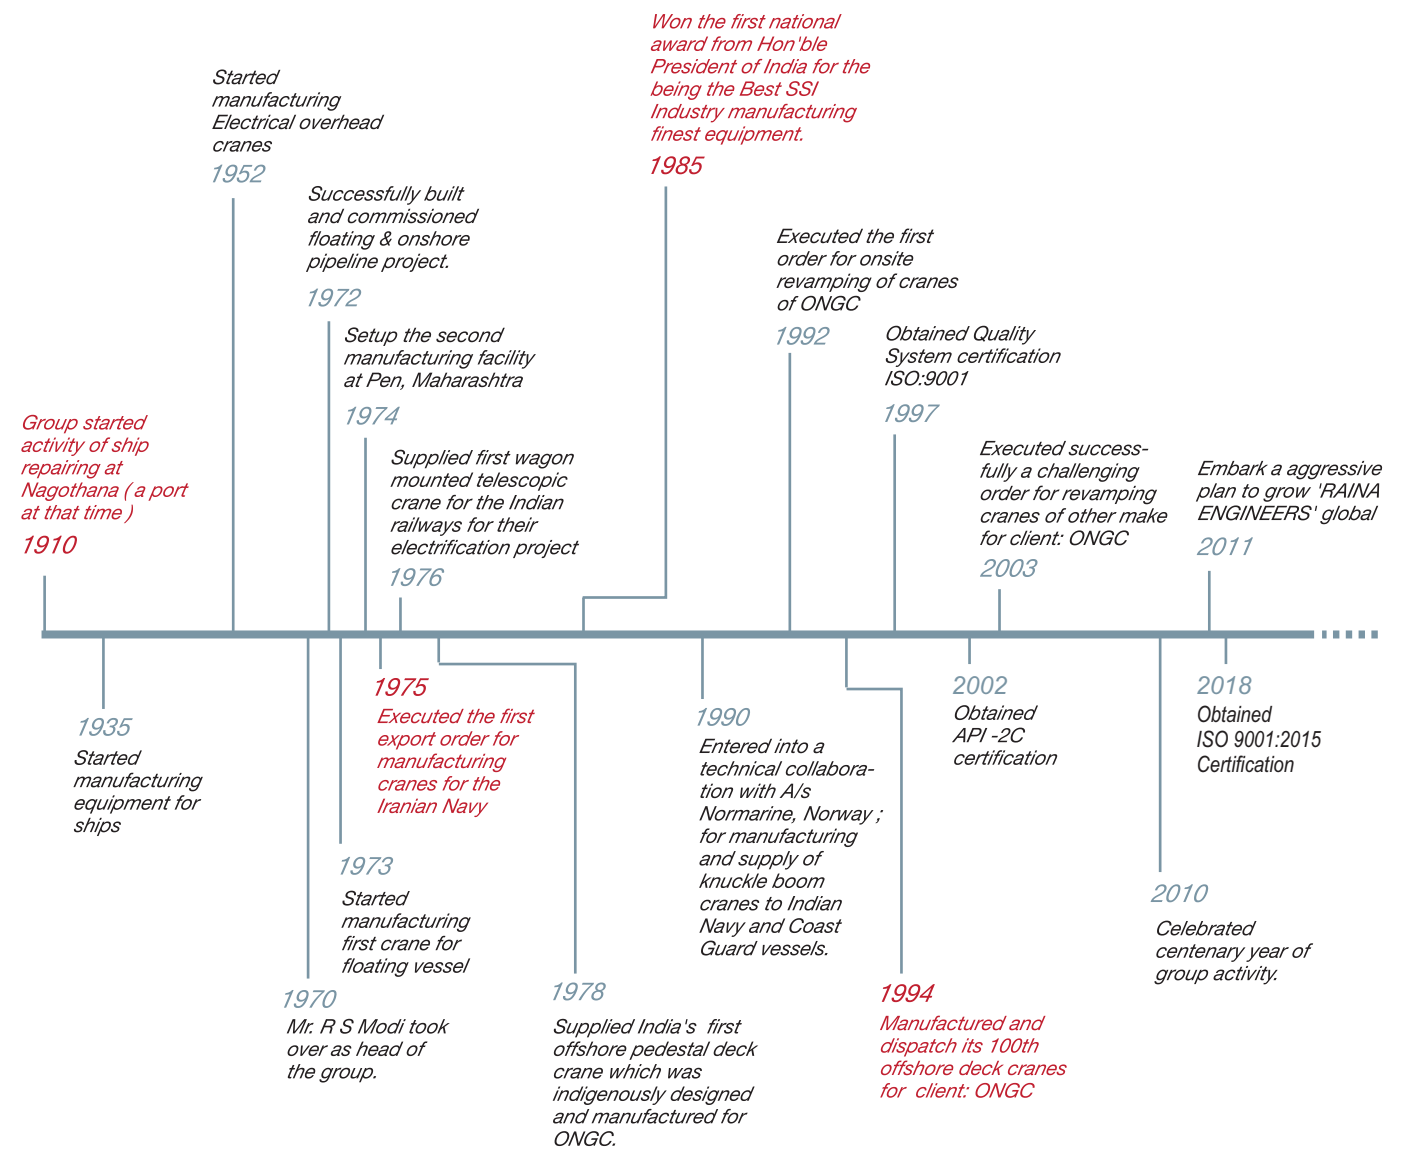 Won the first national
award from Hon'ble
President of India for the
being the Best SSI
Industry manufacturing
finest equipment.
1985
Started
manufacturing
Electrical overhead
cranes
1952
Successfully built
and commissioned
floating & onshore
pipeline project.
1972
Executed the first
order for onsite
revamping of cranes
of ONGC
1992
Setup the second
manufacturing facility
at Pen, Maharashtra
1974
Obtained Quality
System certification
ISO:9001
1997
Group started
activity of ship
repairing at
Nagothana ( a port
at that time )
1910
Supplied first wagon
mounted telescopic
crane for the Indian
railways for their
electrification project
1976
Executed success-
fully a challenging
order for revamping
cranes of other make
for client: ONGC
2003
Embark a aggressive
plan to grow 'RAINA
ENGINEERS' global
2011
1935
Started
manufacturing
equipment for
ships
1975
Executed the first
export order for
manufacturing
cranes for the
Iranian Navy
1990
Entered into a
technical collabora-
tion with A/s
Normarine, Norway ;
for manufacturing
and supply of
knuckle boom
cranes to Indian
Navy and Coast
Guard vessels.
2002
Obtained
API -2C
certification
2018
Obtained
ISO 9001:2015
Certification
1973
Started
manufacturing
first crane for
floating vessel
1970
Mr. R S Modi took
over as head of
the group.
1978
Supplied India's first
offshore pedestal deck
crane which was
indigenously designed
and manufactured for
ONGC.
1994
Manufactured and
dispatch its 100th
offshore deck cranes
for client: ONGC
2010
Celebrated
centenary year of
group activity.